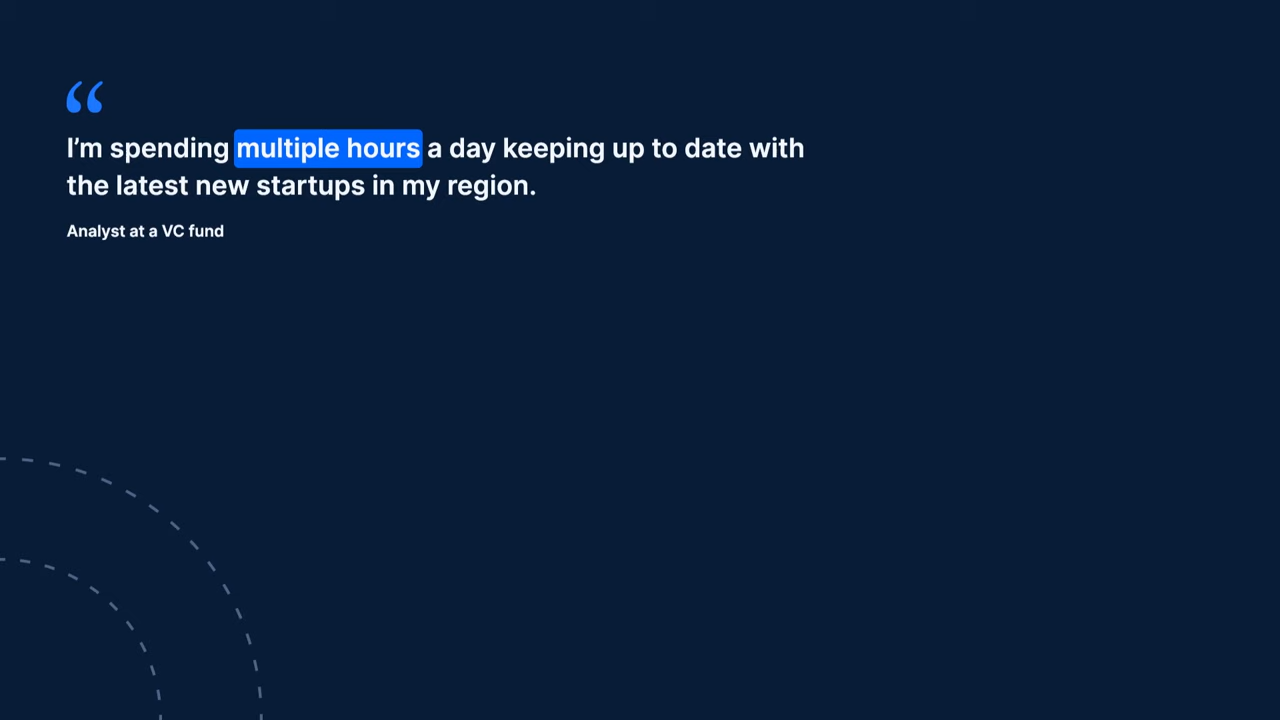 “
I’m spending multiple hours a day keeping up to date with
the latest new startups in my region.
Analyst at a VC fund